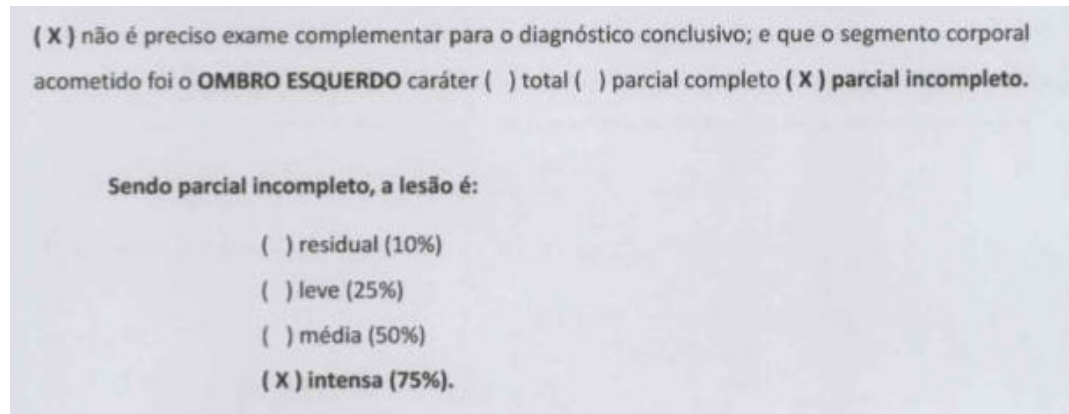 ( X ) não é preciso exame complementar para o diagnóstico conclusivo; e que o segmento corporal
acometido foi o OMBRO ESQUERDO caráter ( ) total ( ) parcial completo ( X ) parcial incompleto.
Sendo parcial incompleto, a lesão é:
( ) residual (10%)
( ) leve (25%)
( ) média (50%)
( X ) intensa (75%).